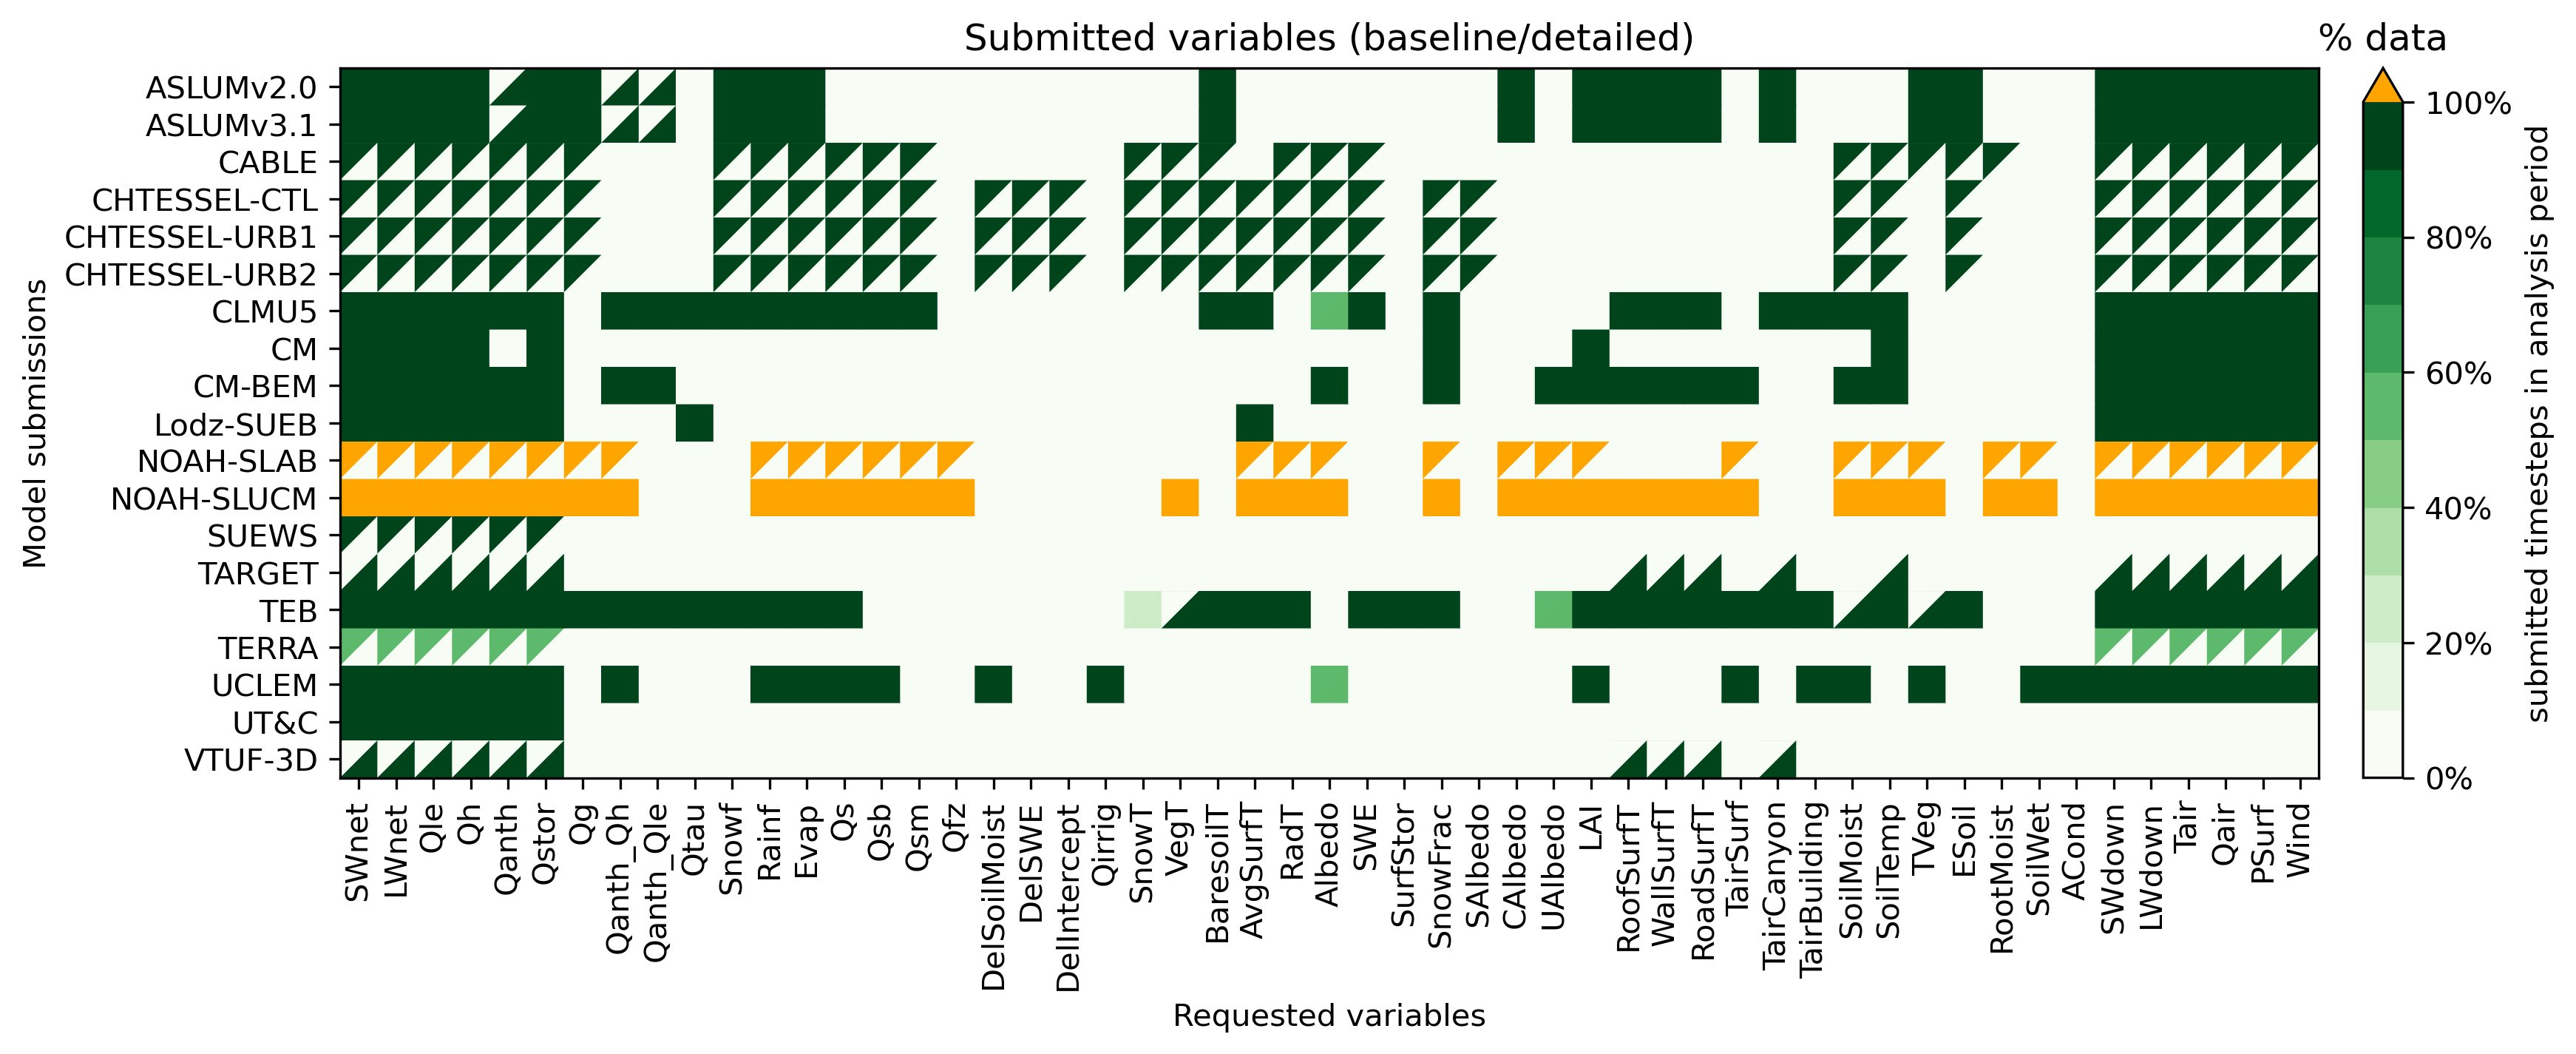 Submitted variables (baseline/detailed)
% data
ASLUMv2.0
ASLUMv3.1
CABLE
CHTESSEL-CTL
CHTESSEL-URB1
CHTESSEL-URB2
CLMU5
CM
CM-BEM
Lodz-SUEB
NOAH-SLAB
NOAH-SLUCM
SUEWS
TARGET
TEB
TERRA
UCLEM
UT&C
VTUF-3D
Model submissions
SWnet
LWnet
Qle
Qh
Qanth
Qstor
Qg
Qanth_Qh
Qanth_Qle
Qtau
Snowf
Rainf
Evap
Qs
Qsb
Qsm
Qfz
DelSoilMoist
DelSWE
DelIntercept
Qirrig
SnowT
VegT
BaresoilT
AvgSurfT
RadT
Albedo
SWE
SurfStor
SnowFrac
SAlbedo
CAlbedo
UAlbedo
LAI
RoofSurfT
WallSurfT
RoadSurfT
TairSurf
TairCanyon
TairBuilding
SoilMoist
SoilTemp
TVeg
ESoil
RootMoist
SoilWet
ACond
SWdown
LWdown
Tair
Qair
PSurf
Wind
Requested variables
100%
80%
60%
40%
20%
0%
submitted timesteps in analysis period